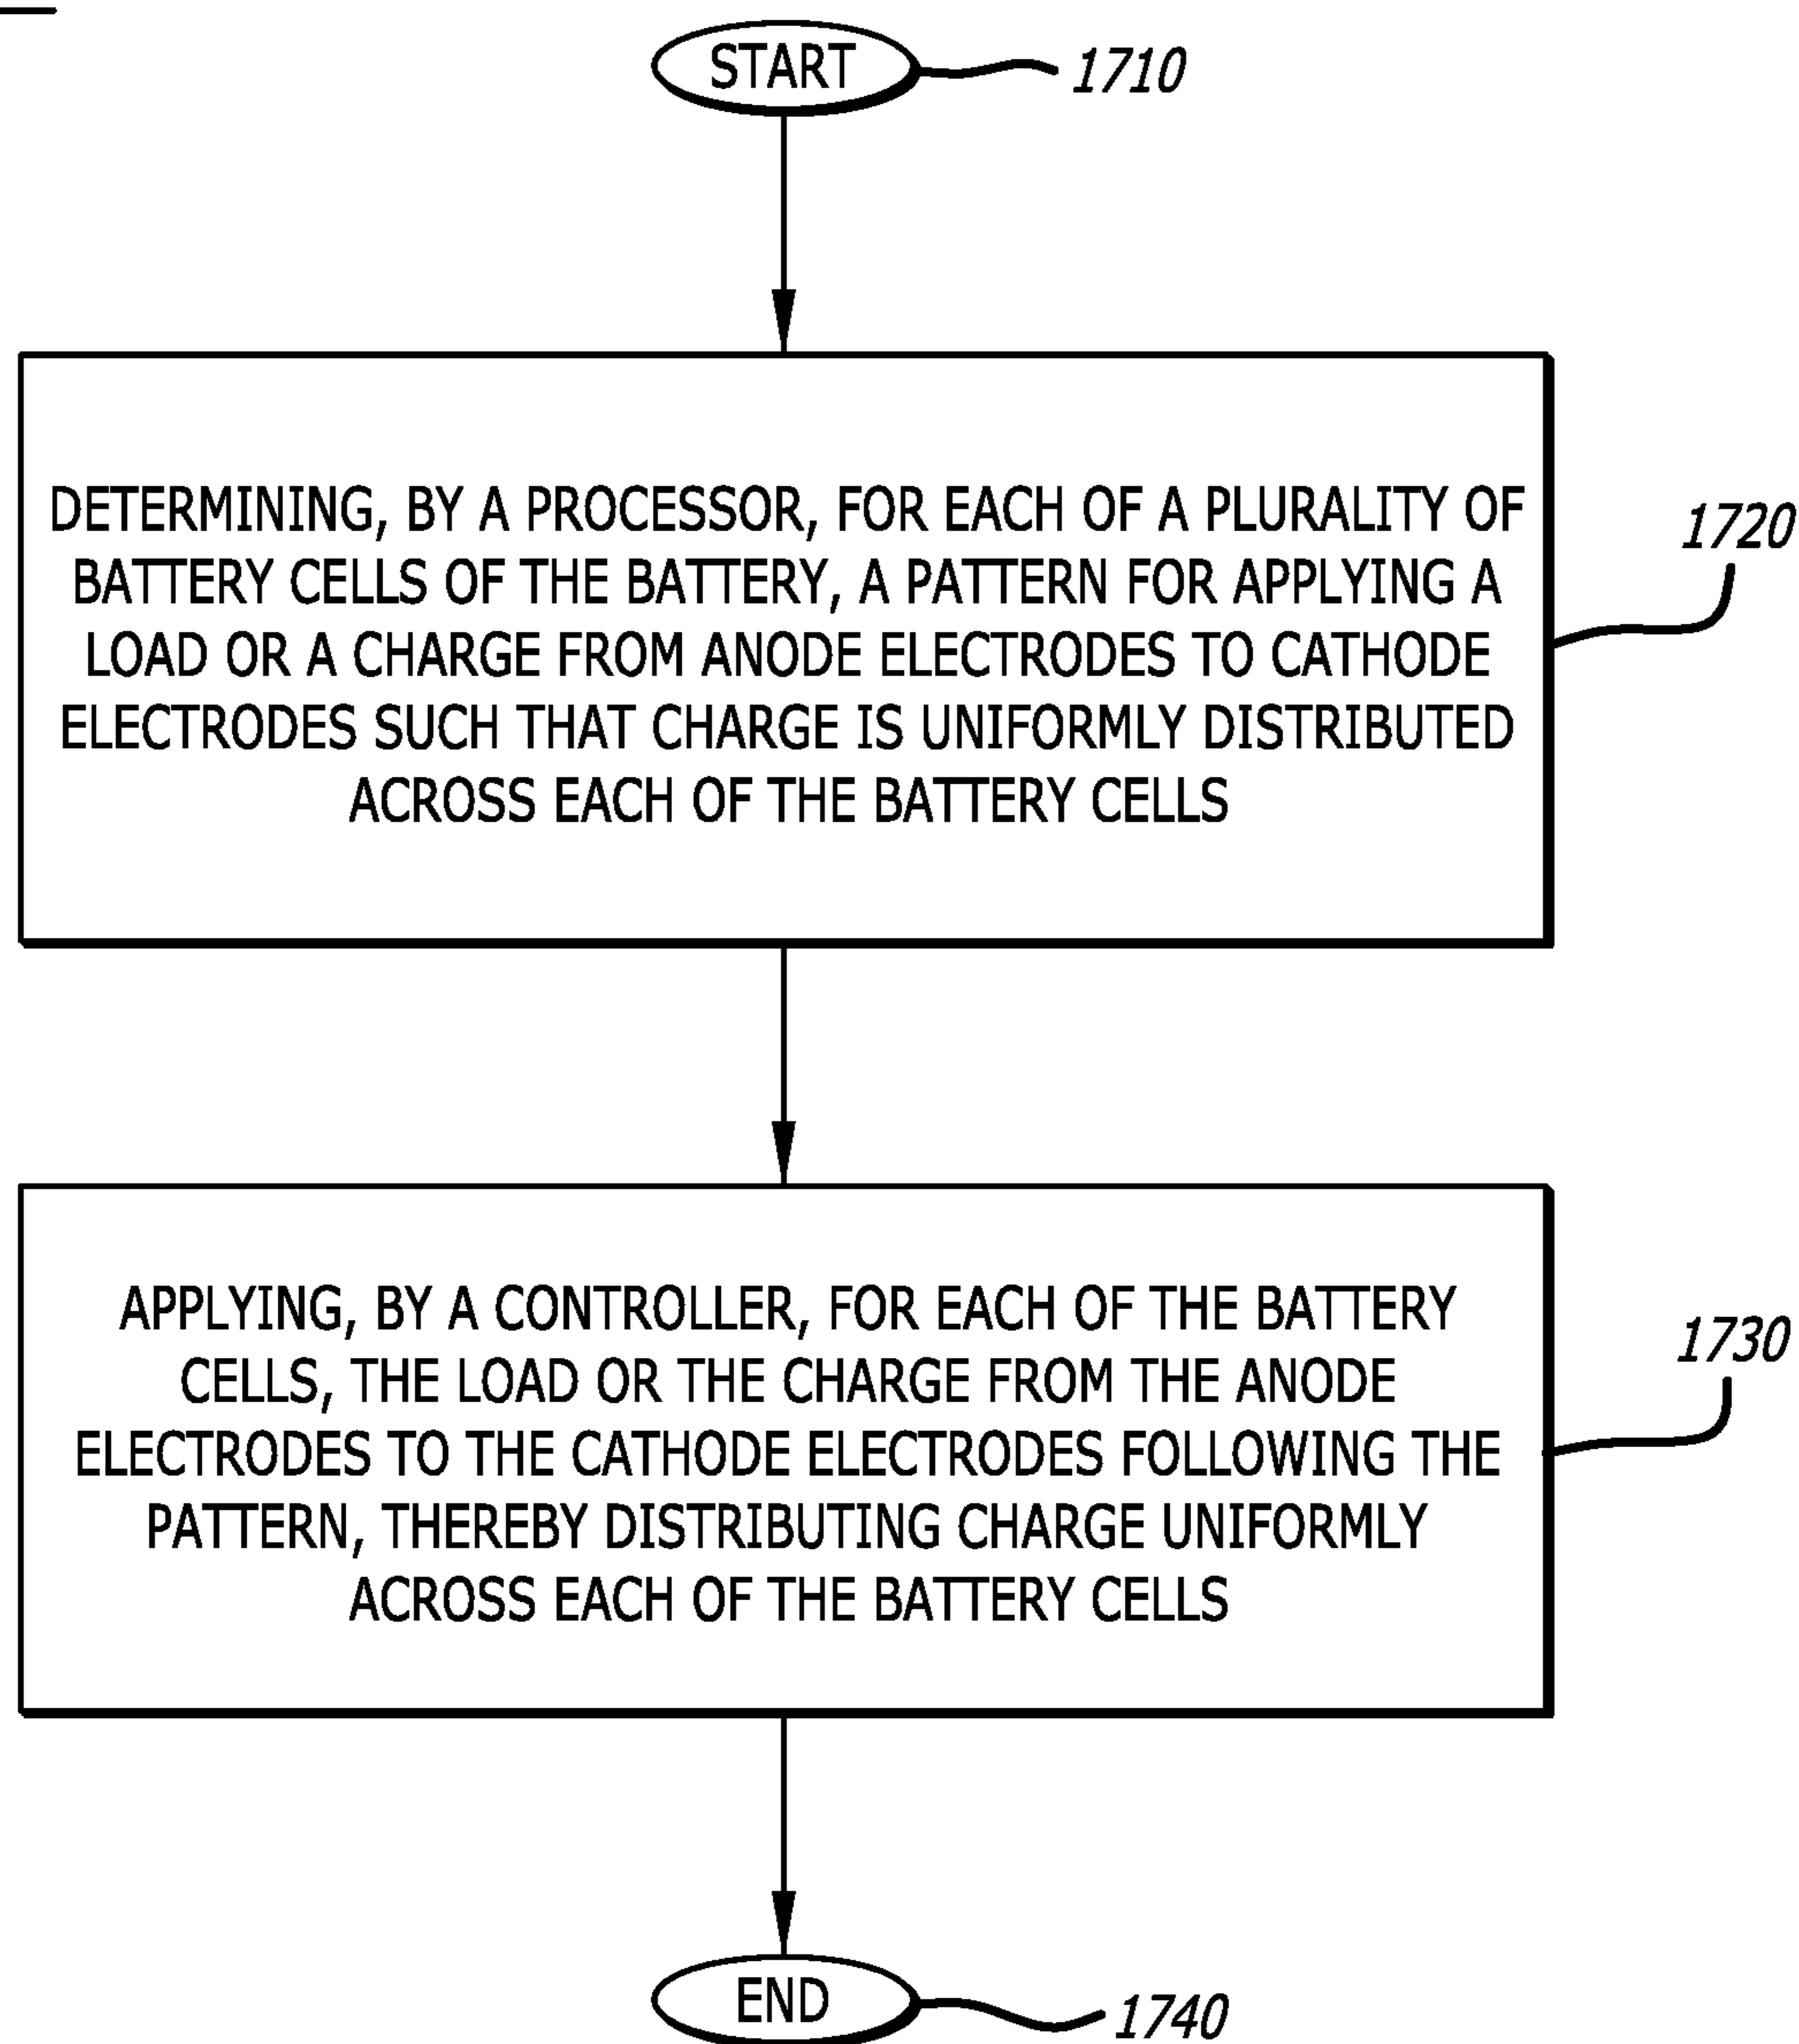 START
1710
DETERMINING, BY A PROCESSOR, FOR EACH OF A PLURALITY OF
BATTERY CELLS OF THE BATTERY, A PATTERN FOR APPLYING A
LOAD OR A CHARGE FROM ANODE ELECTRODES TO CATHODE
ELECTRODES SUCH THAT CHARGE IS UNIFORMLY DISTRIBUTED
ACROSS EACH OF THE BATTERY CELLS
1720
APPLYING, BY A CONTROLLER, FOR EACH OF THE BATTERY
CELLS, THE LOAD OR THE CHARGE FROM THE ANODE
ELECTRODES TO THE CATHODE ELECTRODES FOLLOWING THE
PATTERN, THEREBY DISTRIBUTING CHARGE UNIFORMLY
ACROSS EACH OF THE BATTERY CELLS
1730
END
1740